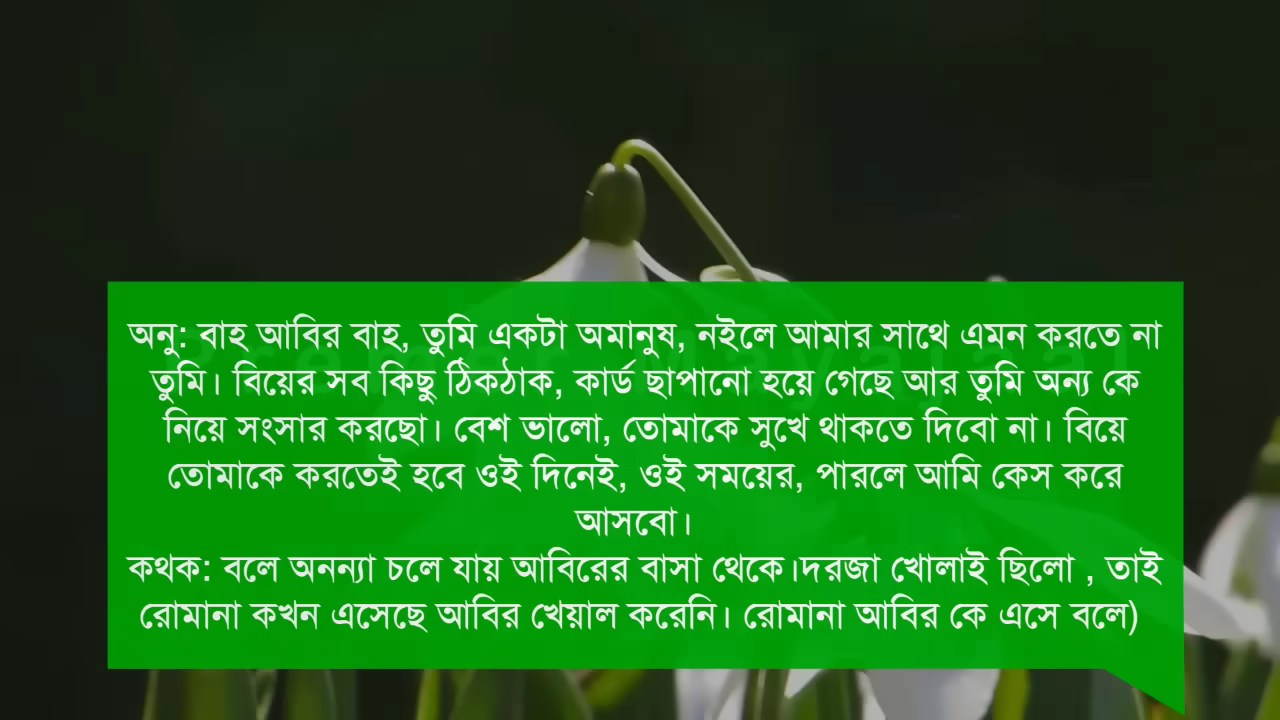 অনু: বাহ আবির বাহ, তুমি একটা অমানুষ, নইলে আমার সাথে এমন করতে না
তুমি। বিয়ের সব কিছু ঠিকঠাক, কার্ড ছাপানো হয়ে গেছে আর তুমি অন্য কে
নিয়ে সংসার করছো। বেশ ভালো, তোমাকে সুখে থাকতে দিবো না। বিয়ে
তোমাকে করতেই হবে ওই দিনেই, ওই সময়ের, পারলে আমি কেস করে
আসবো।
কথক: বলে অনন্যা চলে যায় আবিরের বাসা থেকে।দরজা খোলাই ছিলো , তাই
রোমানা কখন এসেছে আবির খেয়াল করেনি। রোমানা আবির কে এসে বলে)